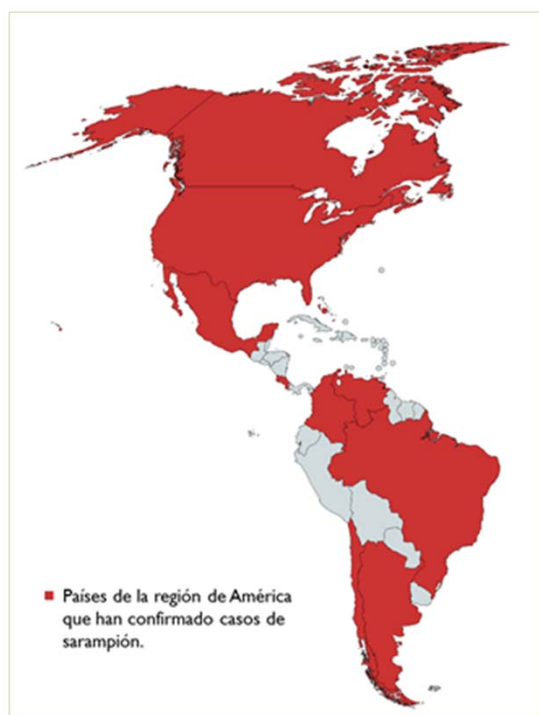 Países de la región de América
que han confirmado casos de
sarampión.